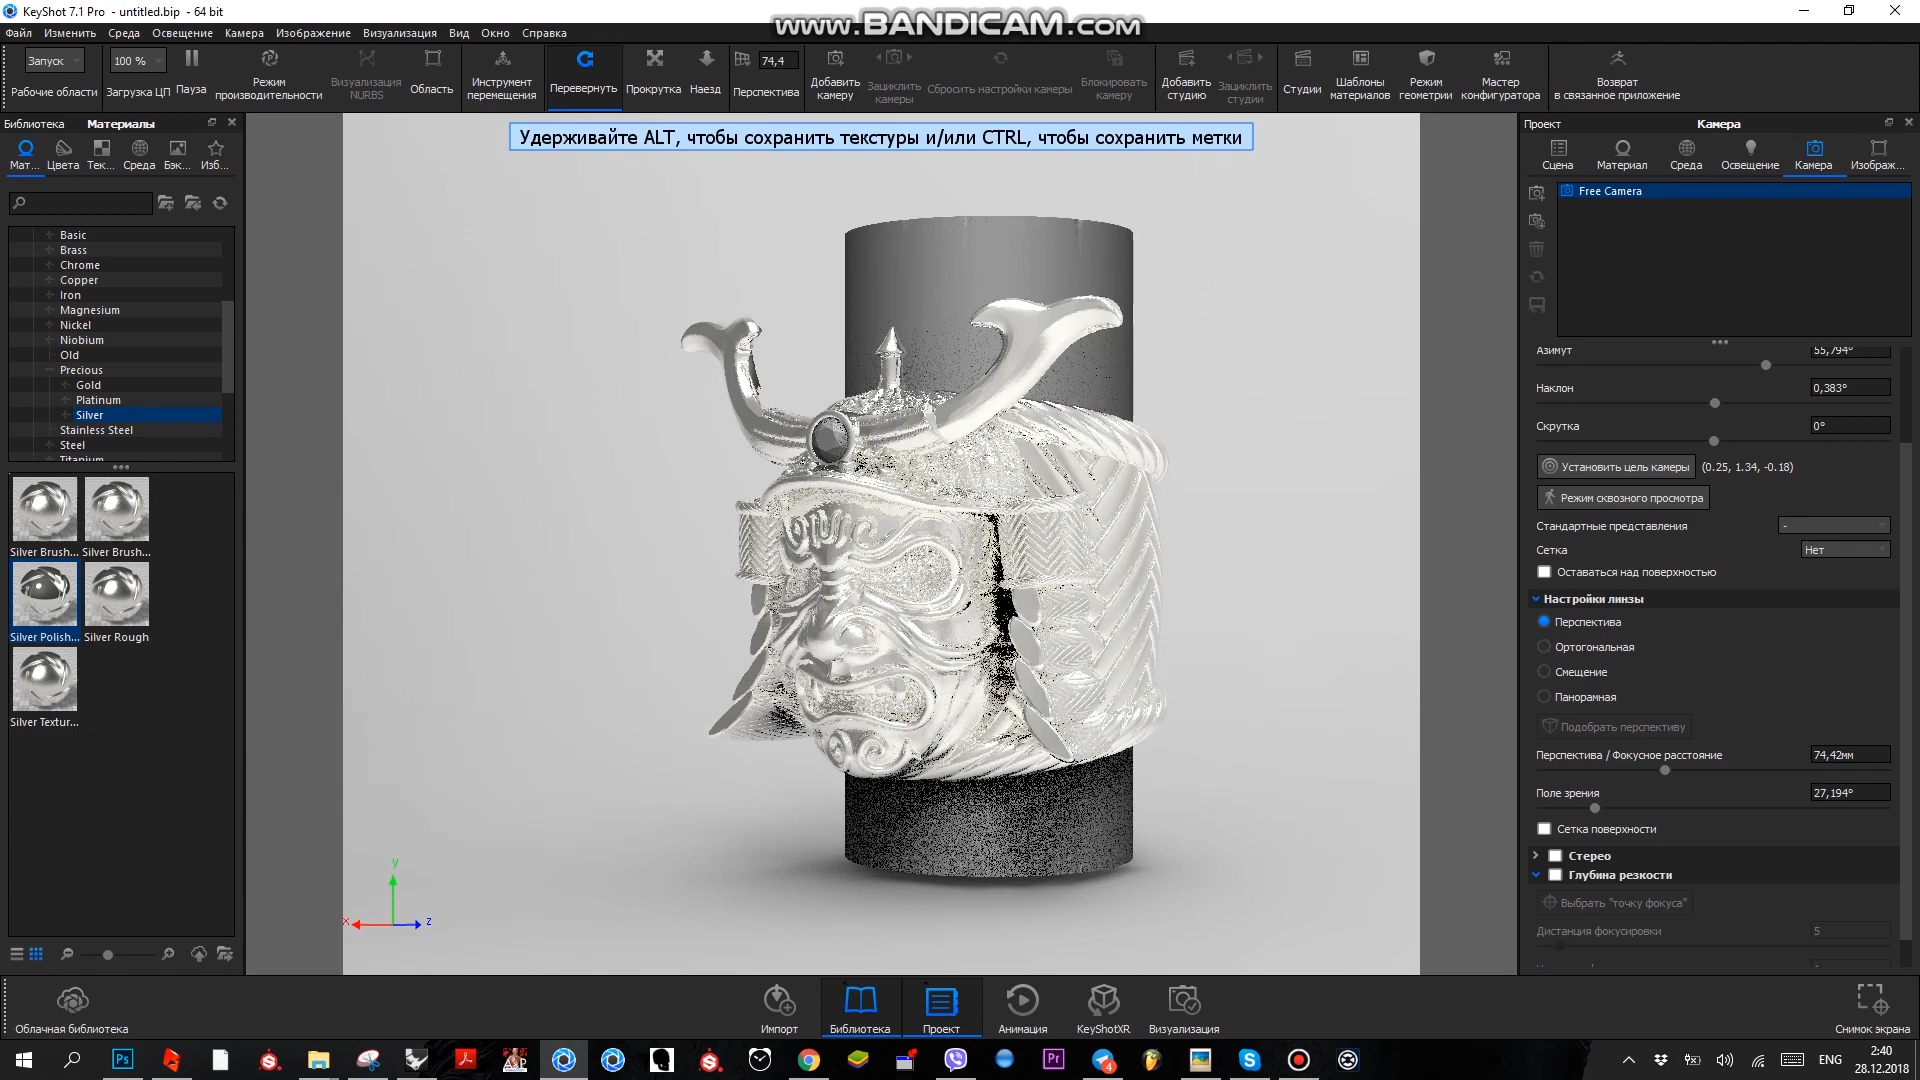 KeyShot 7.1 Pro - untitled.bip - 64 bit
www.BANDICAM.com
Файл Изменить Среда Освещение Камера Изображение Визуализация Вид Окно Справка
Запуск
Рабочие области
100 %
Загрузка ЦП
Пауза
Режим производительности
Визуализация NURBS
Область
Инструмент перемещения
Перевернуть
Прокрутка
Наезд
74,4
Перспектива
Добавить камеру
Зациклить камеры
Сбросить настройки камеры
Блокировать камеру
Добавить студию
Зациклить студии
Студии
Шаблоны материалов
Режим геометрии
Мастер конфигуратора
Возврат в связанное приложение
Библиотека Материалы
Мат... Цвета Тек... Среда Бэк... Изб...
Basic
Brass
Chrome
Copper
Iron
Magnesium
Nickel
Niobium
Old
Precious
Gold
Platinum
Silver
Stainless Steel
Steel
Titanium
Silver Brush... Silver Brush...
Silver Polish... Silver Rough
Silver Textur...
Удерживайте ALT, чтобы сохранить текстуры и/или CTRL, чтобы сохранить метки
y
x
z
Проект Камера
Сцена Материал Среда Освещение Камера Изображ...
Free Camera
Азимут 55,794°
Наклон 0,383°
Скрутка 0°
Установить цель камеры (0.25, 1.34, -0.18)
Режим сквозного просмотра
Стандартные представления -
Сетка Нет
Оставаться над поверхностью
Настройки линзы
Перспектива
Ортогональная
Смещение
Панорамная
Подобрать перспективу
Перспектива / Фокусное расстояние 74,42мм
Поле зрения 27,194°
Сетка поверхности
Стерео
Глубина резкости
Выбрать "точку фокуса"
Дистанция фокусировки 5
Облачная библиотека
Импорт
Библиотека
Проект
Анимация
KeyShotXR
Визуализация
Снимок экрана
Ps
Pr
4
ENG
2:40
28.12.2018